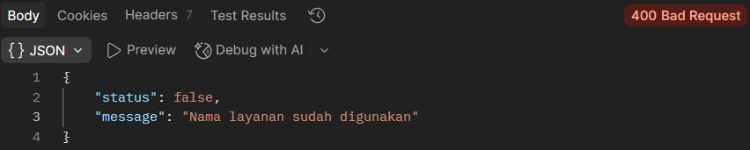 Body Cookies Headers 7 Test Results 400 Bad Request
{} JSON Preview Debug with AI
1 {
2 "status": false,
3 "message": "Nama layanan sudah digunakan"
4 }